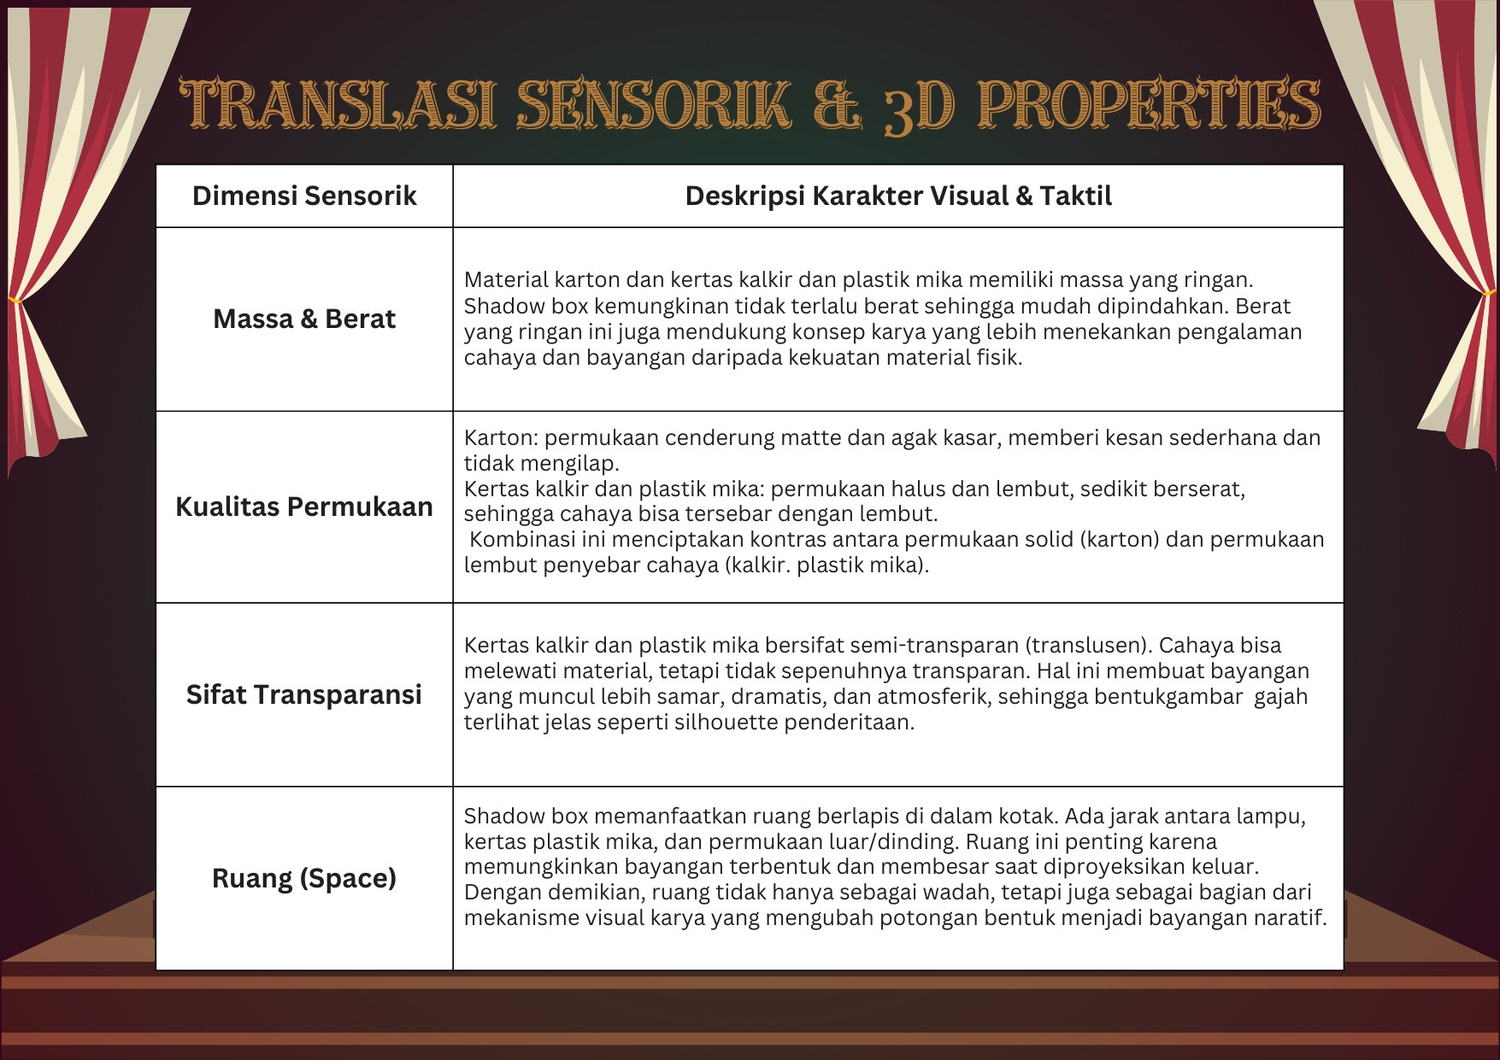 TRANSLASI SENSORIK & 3D PROPERTIES
Dimensi Sensorik
Deskripsi Karakter Visual & Taktil
Massa & Berat
Material karton dan kertas kalkir dan plastik mika memiliki massa yang ringan.
Shadow box kemungkinan tidak terlalu berat sehingga mudah dipindahkan. Berat
yang ringan ini juga mendukung konsep karya yang lebih menekankan pengalaman
cahaya dan bayangan daripada kekuatan material fisik.
Kualitas Permukaan
Karton: permukaan cenderung matte dan agak kasar, memberi kesan sederhana dan
tidak mengilap.
Kertas kalkir dan plastik mika: permukaan halus dan lembut, sedikit berserat,
sehingga cahaya bisa tersebar dengan lembut.
Kombinasi ini menciptakan kontras antara permukaan solid (karton) dan permukaan
lembut penyebar cahaya (kalkir. plastik mika).
Sifat Transparansi
Kertas kalkir dan plastik mika bersifat semi-transparan (translusen). Cahaya bisa
melewati material, tetapi tidak sepenuhnya transparan. Hal ini membuat bayangan
yang muncul lebih samar, dramatis, dan atmosferik, sehingga bentukgambar  gajah
terlihat jelas seperti silhouette penderitaan.
Ruang (Space)
Shadow box memanfaatkan ruang berlapis di dalam kotak. Ada jarak antara lampu,
kertas plastik mika, dan permukaan luar/dinding. Ruang ini penting karena
memungkinkan bayangan terbentuk dan membesar saat diproyeksikan keluar.
Dengan demikian, ruang tidak hanya sebagai wadah, tetapi juga sebagai bagian dari
mekanisme visual karya yang mengubah potongan bentuk menjadi bayangan naratif.